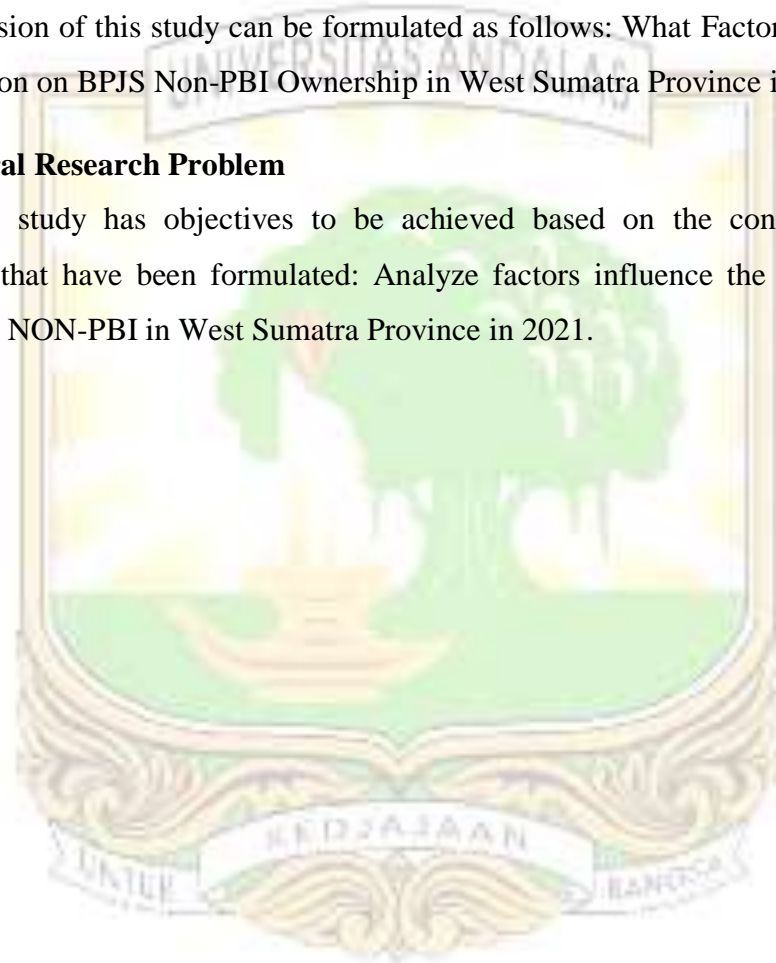 sion of this study can be formulated as follows: What Factor
on on BPJS Non-PBI Ownership in West Sumatra Province i
UNIVERSITAS ANDALAS
al Research Problem
study has objectives to be achieved based on the con
that have been formulated: Analyze factors influence the
NON-PBI in West Sumatra Province in 2021.
KEDJAJAAN
UNTUK BANGSA